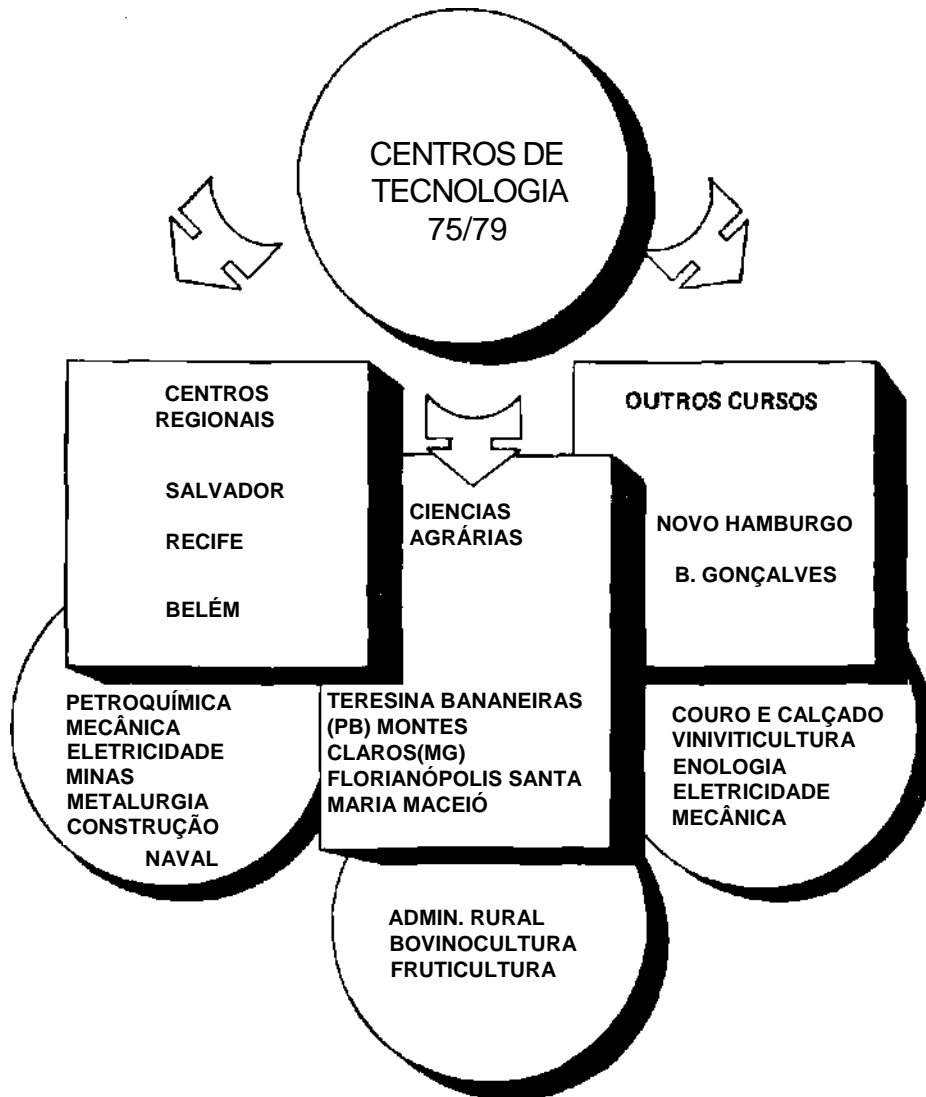 CENTROS DE
TECNOLOGIA
75/79
CENTROS
REGIONAIS
SALVADOR
RECIFE
BELÉM
PETROQUÍMICA
MECÂNICA
ELETRICIDADE
MINAS
METALURGIA
CONSTRUÇÃO
NAVAL
CIENCIAS
AGRÁRIAS
TERESINA BANANEIRAS
(PB) MONTES
CLAROS(MG)
FLORIANÓPOLIS SANTA
MARIA MACEIÓ
ADMIN. RURAL
BOVINOCULTURA
FRUTICULTURA
OUTROS CURSOS
NOVO HAMBURGO
B. GONÇALVES
COURO E CALÇADO
VINIVITICULTURA
ENOLOGIA
ELETRICIDADE
MECÂNICA